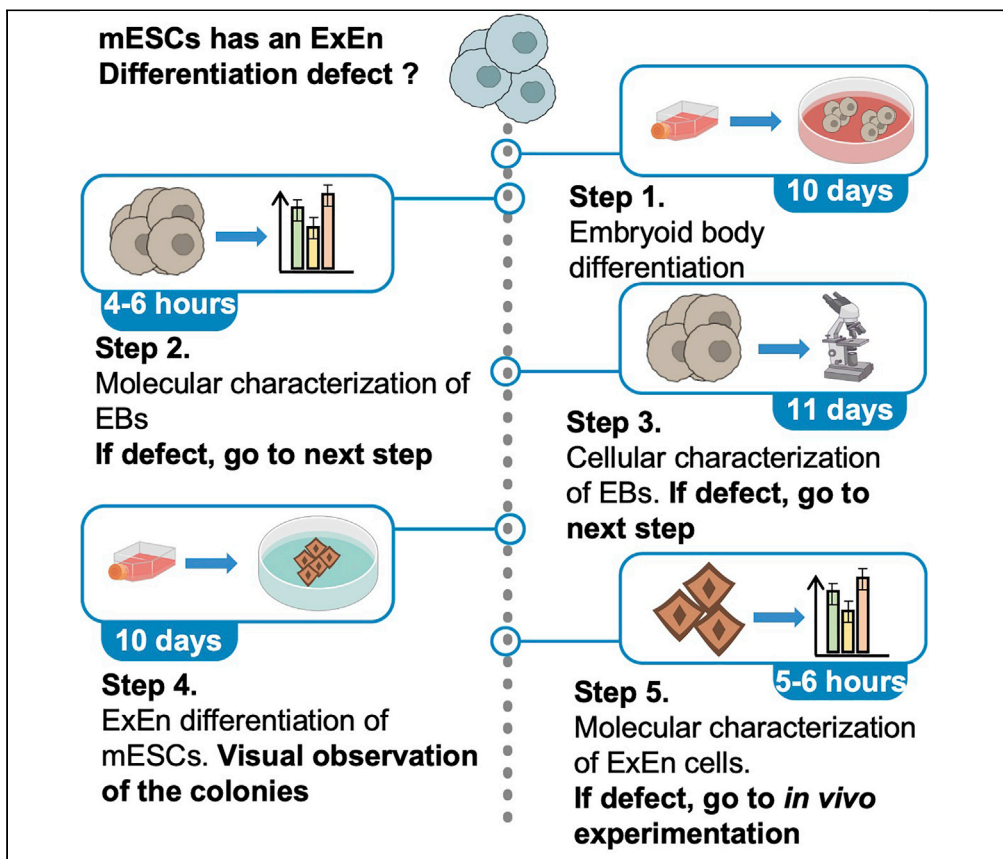 mESCs has an ExEn
Differentiation defect ?
10 days
Step 1.
Embryoid body
differentiation
4-6 hours
Step 2.
Molecular characterization of
EBs
If defect, go to next step
11 days
Step 3.
Cellular characterization
of EBs. If defect, go to
next step
10 days
Step 4.
ExEn differentiation of
mESCs. Visual observation
of the colonies
5-6 hours
Step 5.
Molecular characterization
of ExEn cells.
If defect, go to in vivo
experimentation